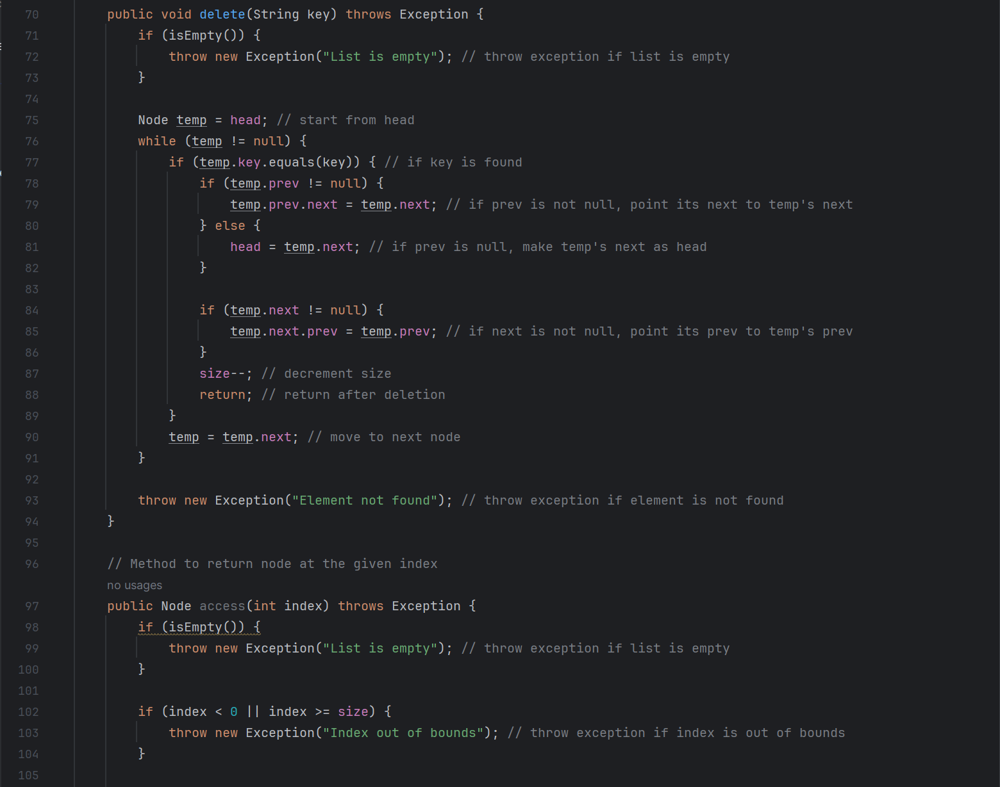 70 public void delete(String key) throws Exception {
71 if (isEmpty()) {
72 throw new Exception("List is empty"); // throw exception if list is empty
73 }
74
75 Node temp = head; // start from head
76 while (temp != null) {
77 if (temp.key.equals(key)) { // if key is found
78 if (temp.prev != null) {
79 temp.prev.next = temp.next; // if prev is not null, point its next to temp's next
80 } else {
81 head = temp.next; // if prev is null, make temp's next as head
82 }
83
84 if (temp.next != null) {
85 temp.next.prev = temp.prev; // if next is not null, point its prev to temp's prev
86 }
87 size--; // decrement size
88 return; // return after deletion
89 }
90 temp = temp.next; // move to next node
91 }
92
93 throw new Exception("Element not found"); // throw exception if element is not found
94 }
95
96 // Method to return node at the given index
no usages
97 public Node access(int index) throws Exception {
98 if (isEmpty()) {
99 throw new Exception("List is empty"); // throw exception if list is empty
100 }
101
102 if (index < 0 || index >= size) {
103 throw new Exception("Index out of bounds"); // throw exception if index is out of bounds
104 }
105